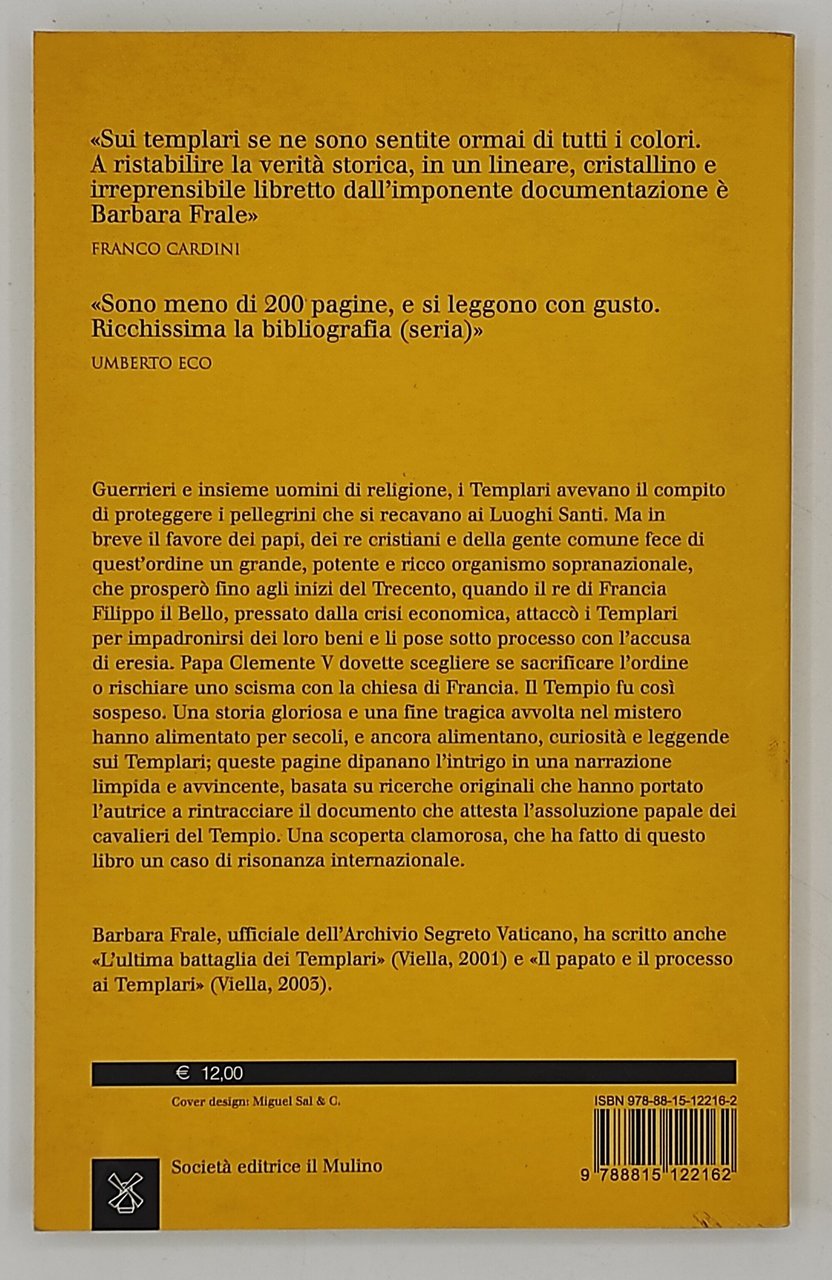 «Sui templari se ne sono sentite ormai di tutti i colori.
A ristabilire la verità storica, in un lineare, cristallino e
irreprensibile libretto dall'imponente documentazione è
Barbara Frale»
FRANCO CARDINI
«Sono meno di 200 pagine, e si leggono con gusto.
Ricchissima la bibliografia (seria)»
UMBERTO ECO
Guerrieri e insieme uomini di religione, i Templari avevano il compito
di proteggere i pellegrini che si recavano ai Luoghi Santi. Ma in
breve il favore dei papi, dei re cristiani e della gente comune fece di
quest'ordine un grande, potente e ricco organismo sopranazionale,
che prosperò fino agli inizi del Trecento, quando il re di Francia
Filippo il Bello, pressato dalla crisi economica, attaccò i Templari
per impadronirsi dei loro beni e li pose sotto processo con l'accusa
di eresia. Papa Clemente V dovette scegliere se sacrificare l'ordine
o rischiare uno scisma con la chiesa di Francia. Il Tempio fu così
sospeso. Una storia gloriosa e una fine tragica avvolta nel mistero
hanno alimentato per secoli, e ancora alimentano, curiosità e leggende
sui Templari; queste pagine dipanano l'intrigo in una narrazione
limpida e avvincente, basata su ricerche originali che hanno portato
l'autrice a rintracciare il documento che attesta l'assoluzione papale dei
cavalieri del Tempio. Una scoperta clamorosa, che ha fatto di questo
libro un caso di risonanza internazionale.
Barbara Frale, ufficiale dell'Archivio Segreto Vaticano, ha scritto anche
«L'ultima battaglia dei Templari» (Viella, 2001) e «Il papato e il processo
ai Templari» (Viella, 2003).
€ 12,00
Cover design: Miguel Sal & C.
ISBN 978-88-15-12216-2
Società editrice il Mulino
9 788815 122162